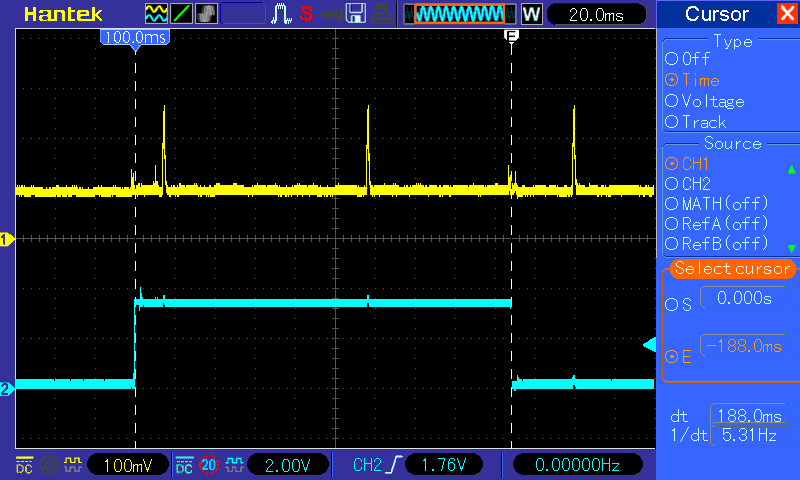 Hantek S W 20.0ms
100.0ms E
1
2
Cursor
Type
Off
Time
Voltage
Track
Source
CH1
CH2
MATH(off)
RefA(off)
RefB(off)
Select cursor
S 0.000s
E -188.0ms
dt 188.0ms
1/dt 5.31Hz
DC 20 100mV DC 20 2.00V CH2 1.76V 0.00000Hz